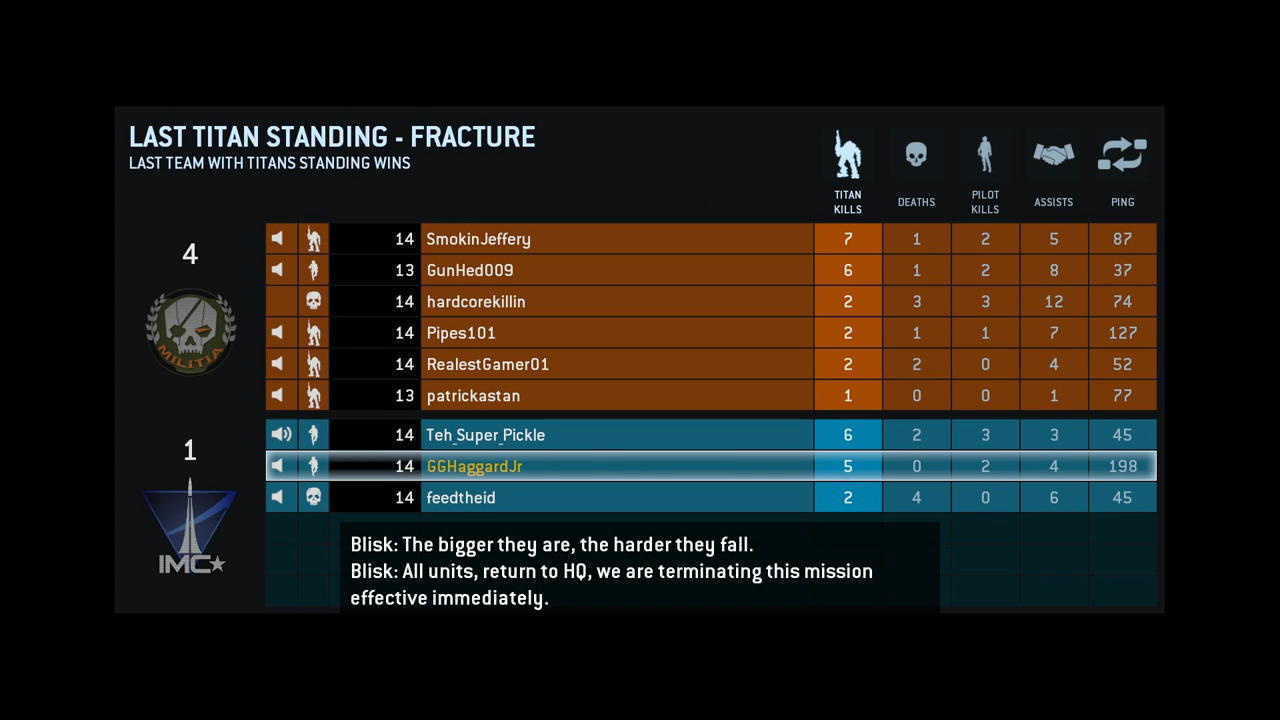 LAST TITAN STANDING - FRACTURE
LAST TEAM WITH TITANS STANDING WINS
TITAN KILLS DEATHS PILOT KILLS ASSISTS PING
4
MILITIA
14 SmokinJeffery 7 1 2 5 87
13 GunHed009 6 1 2 8 37
14 hardcorekillin 2 3 3 12 74
14 Pipes101 2 1 1 7 127
14 RealestGamer01 2 2 0 4 52
13 patrickastan 1 0 0 1 77
1
IMC
14 Teh_Super_Pickle 6 2 3 3 45
14 GGHaggardJr 5 0 2 4 198
14 feedtheid 2 4 0 6 45
Blisk: The bigger they are, the harder they fall.
Blisk: All units, return to HQ, we are terminating this mission
effective immediately.